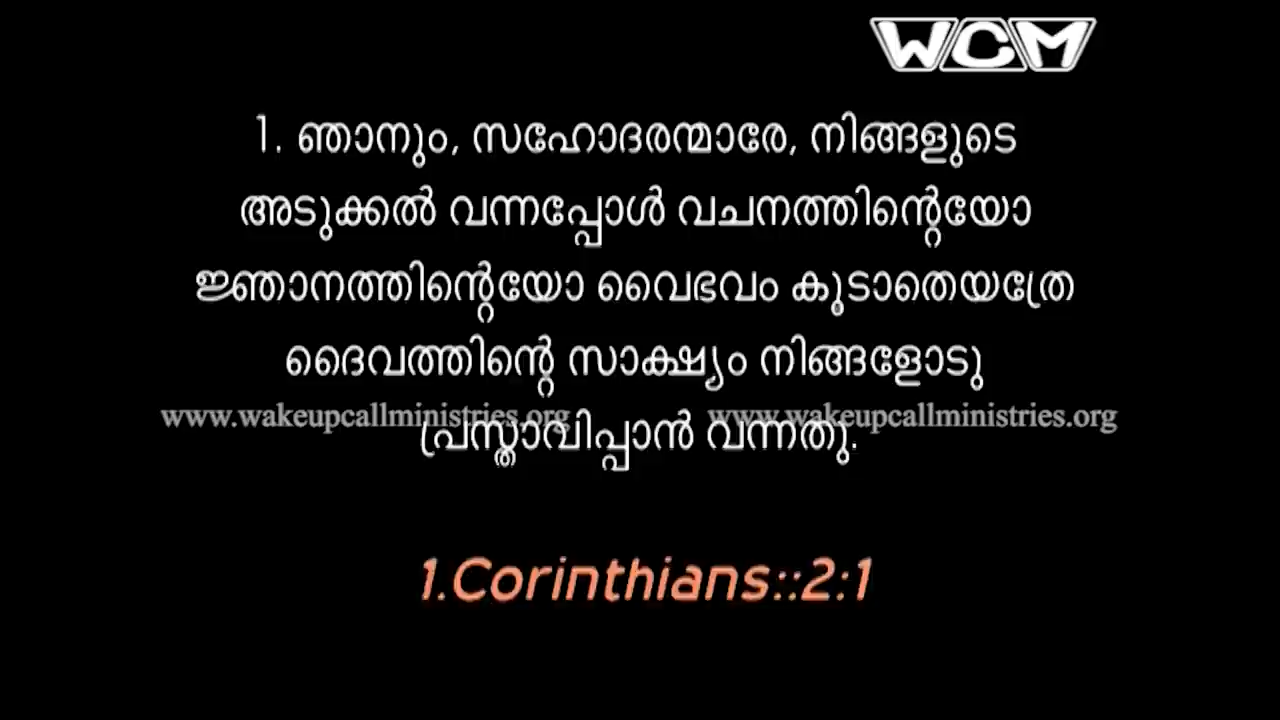 WCM
1. ഞാനും, സഹോദരന്മാരേ, നിങ്ങളുടെ
അടുക്കൽ വന്നപ്പോൾ വചനത്തിന്റെയോ
ജ്ഞാനത്തിന്റെയോ വൈഭവം കൂടാതെയത്രേ
ദൈവത്തിന്റെ സാക്ഷ്യം നിങ്ങളോടു
www.wakeupcallministries.org www.wakeupcallministries.org
പ്രസ്താവിപ്പാൻ വന്നതു.
1.Corinthians::2:1